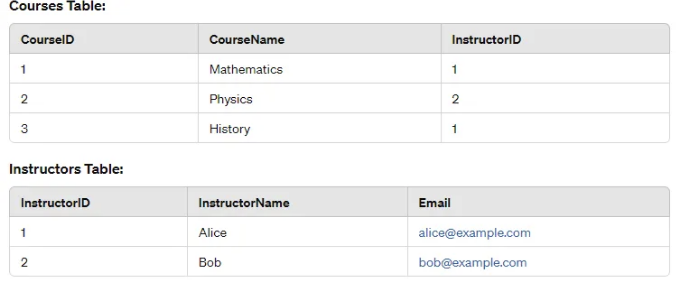 Courses Table:
CourseID CourseName InstructorID
1 Mathematics 1
2 Physics 2
3 History 1
Instructors Table:
InstructorID InstructorName Email
1 Alice alice@example.com
2 Bob bob@example.com